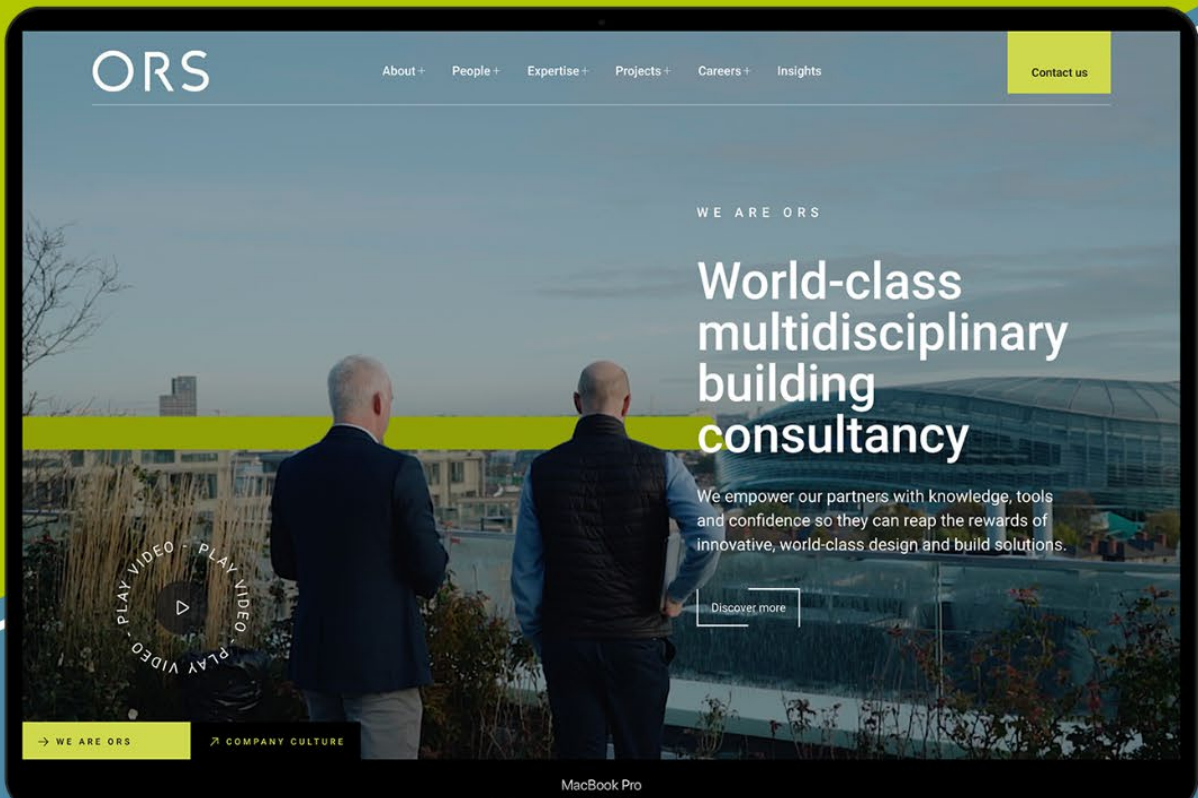 ORS
About +
People +
Expertise +
Projects +
Careers +
Insights
Contact us
WE ARE ORS
World-class
multidisciplinary
building
consultancy
We empower our partners with knowledge, tools
and confidence so they can reap the rewards of
innovative, world-class design and build solutions.
Discover more
PLAY VIDEO - PLAY VIDEO - PLAY VIDEO -
→ WE ARE ORS
↗ COMPANY CULTURE
MacBook Pro